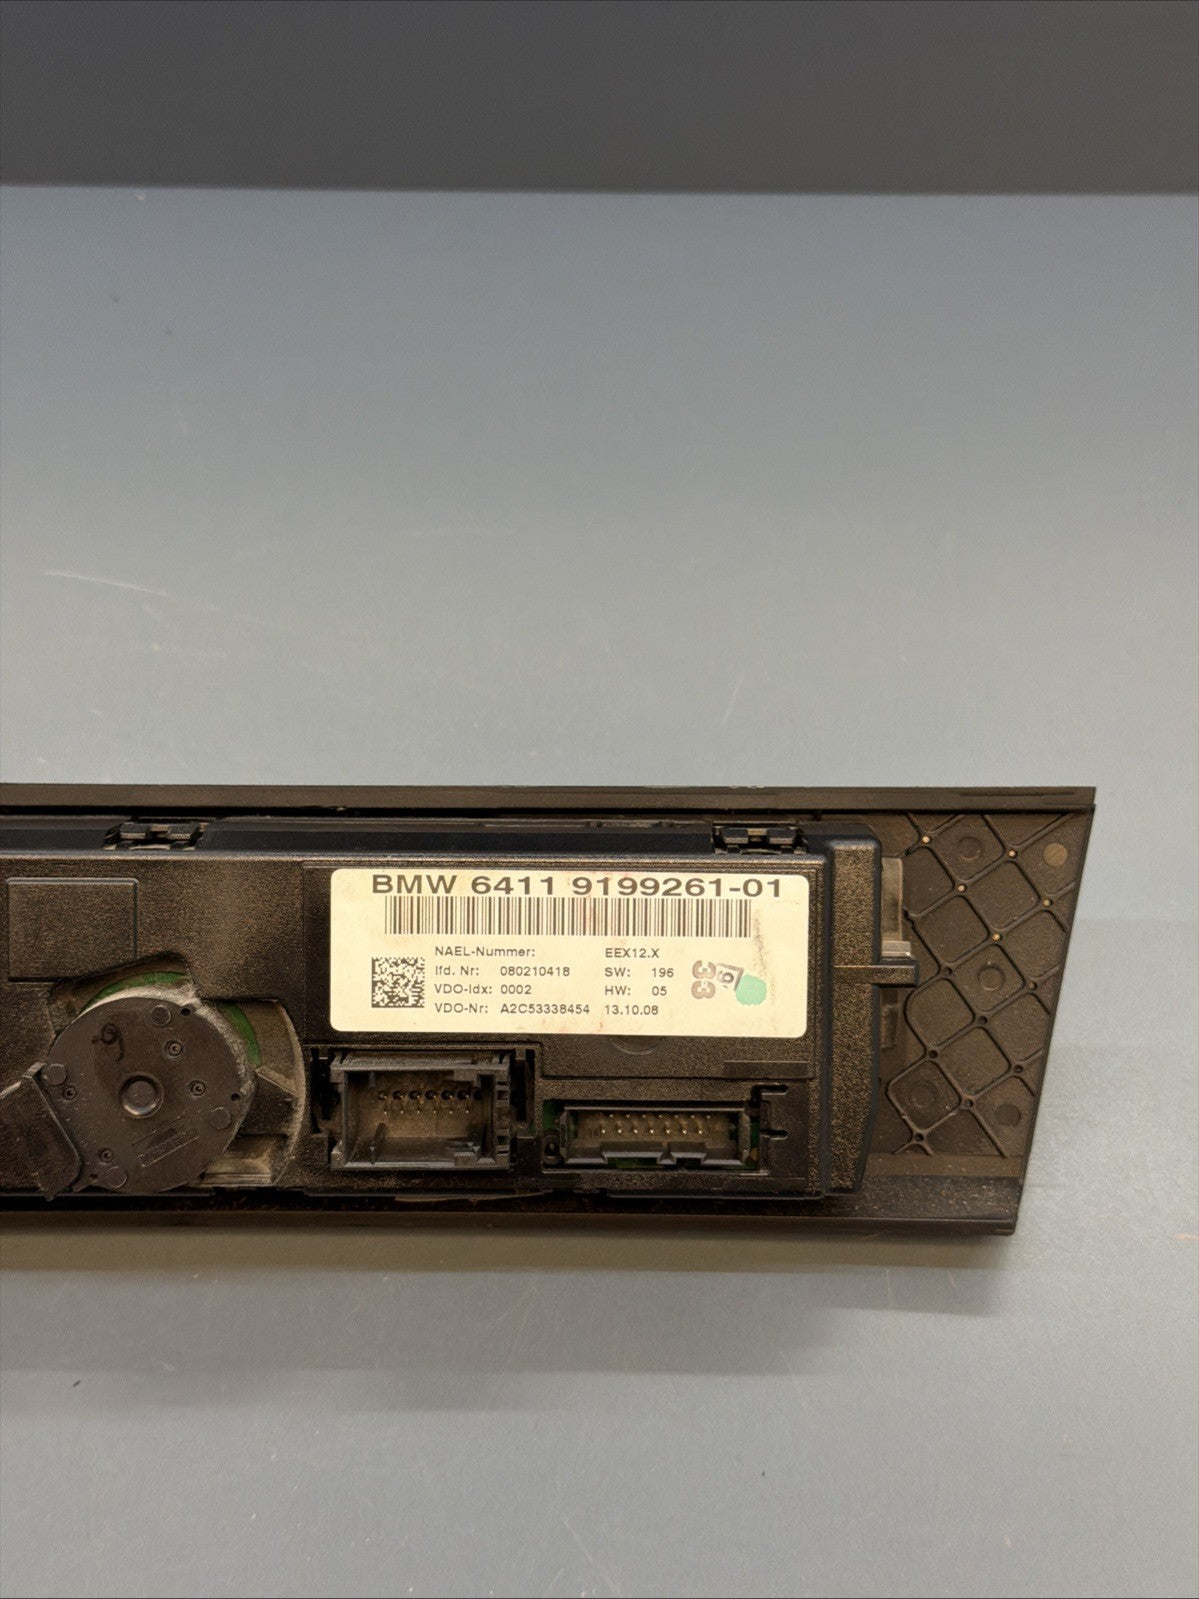 BMW 6411 9199261-01
NAEL-Nummer: EEX12.X
lfd. Nr: 080210418 SW: 196
VDO-idx: 0002 HW: 05
VDO-Nr: A2C53338454 13.10.08
33